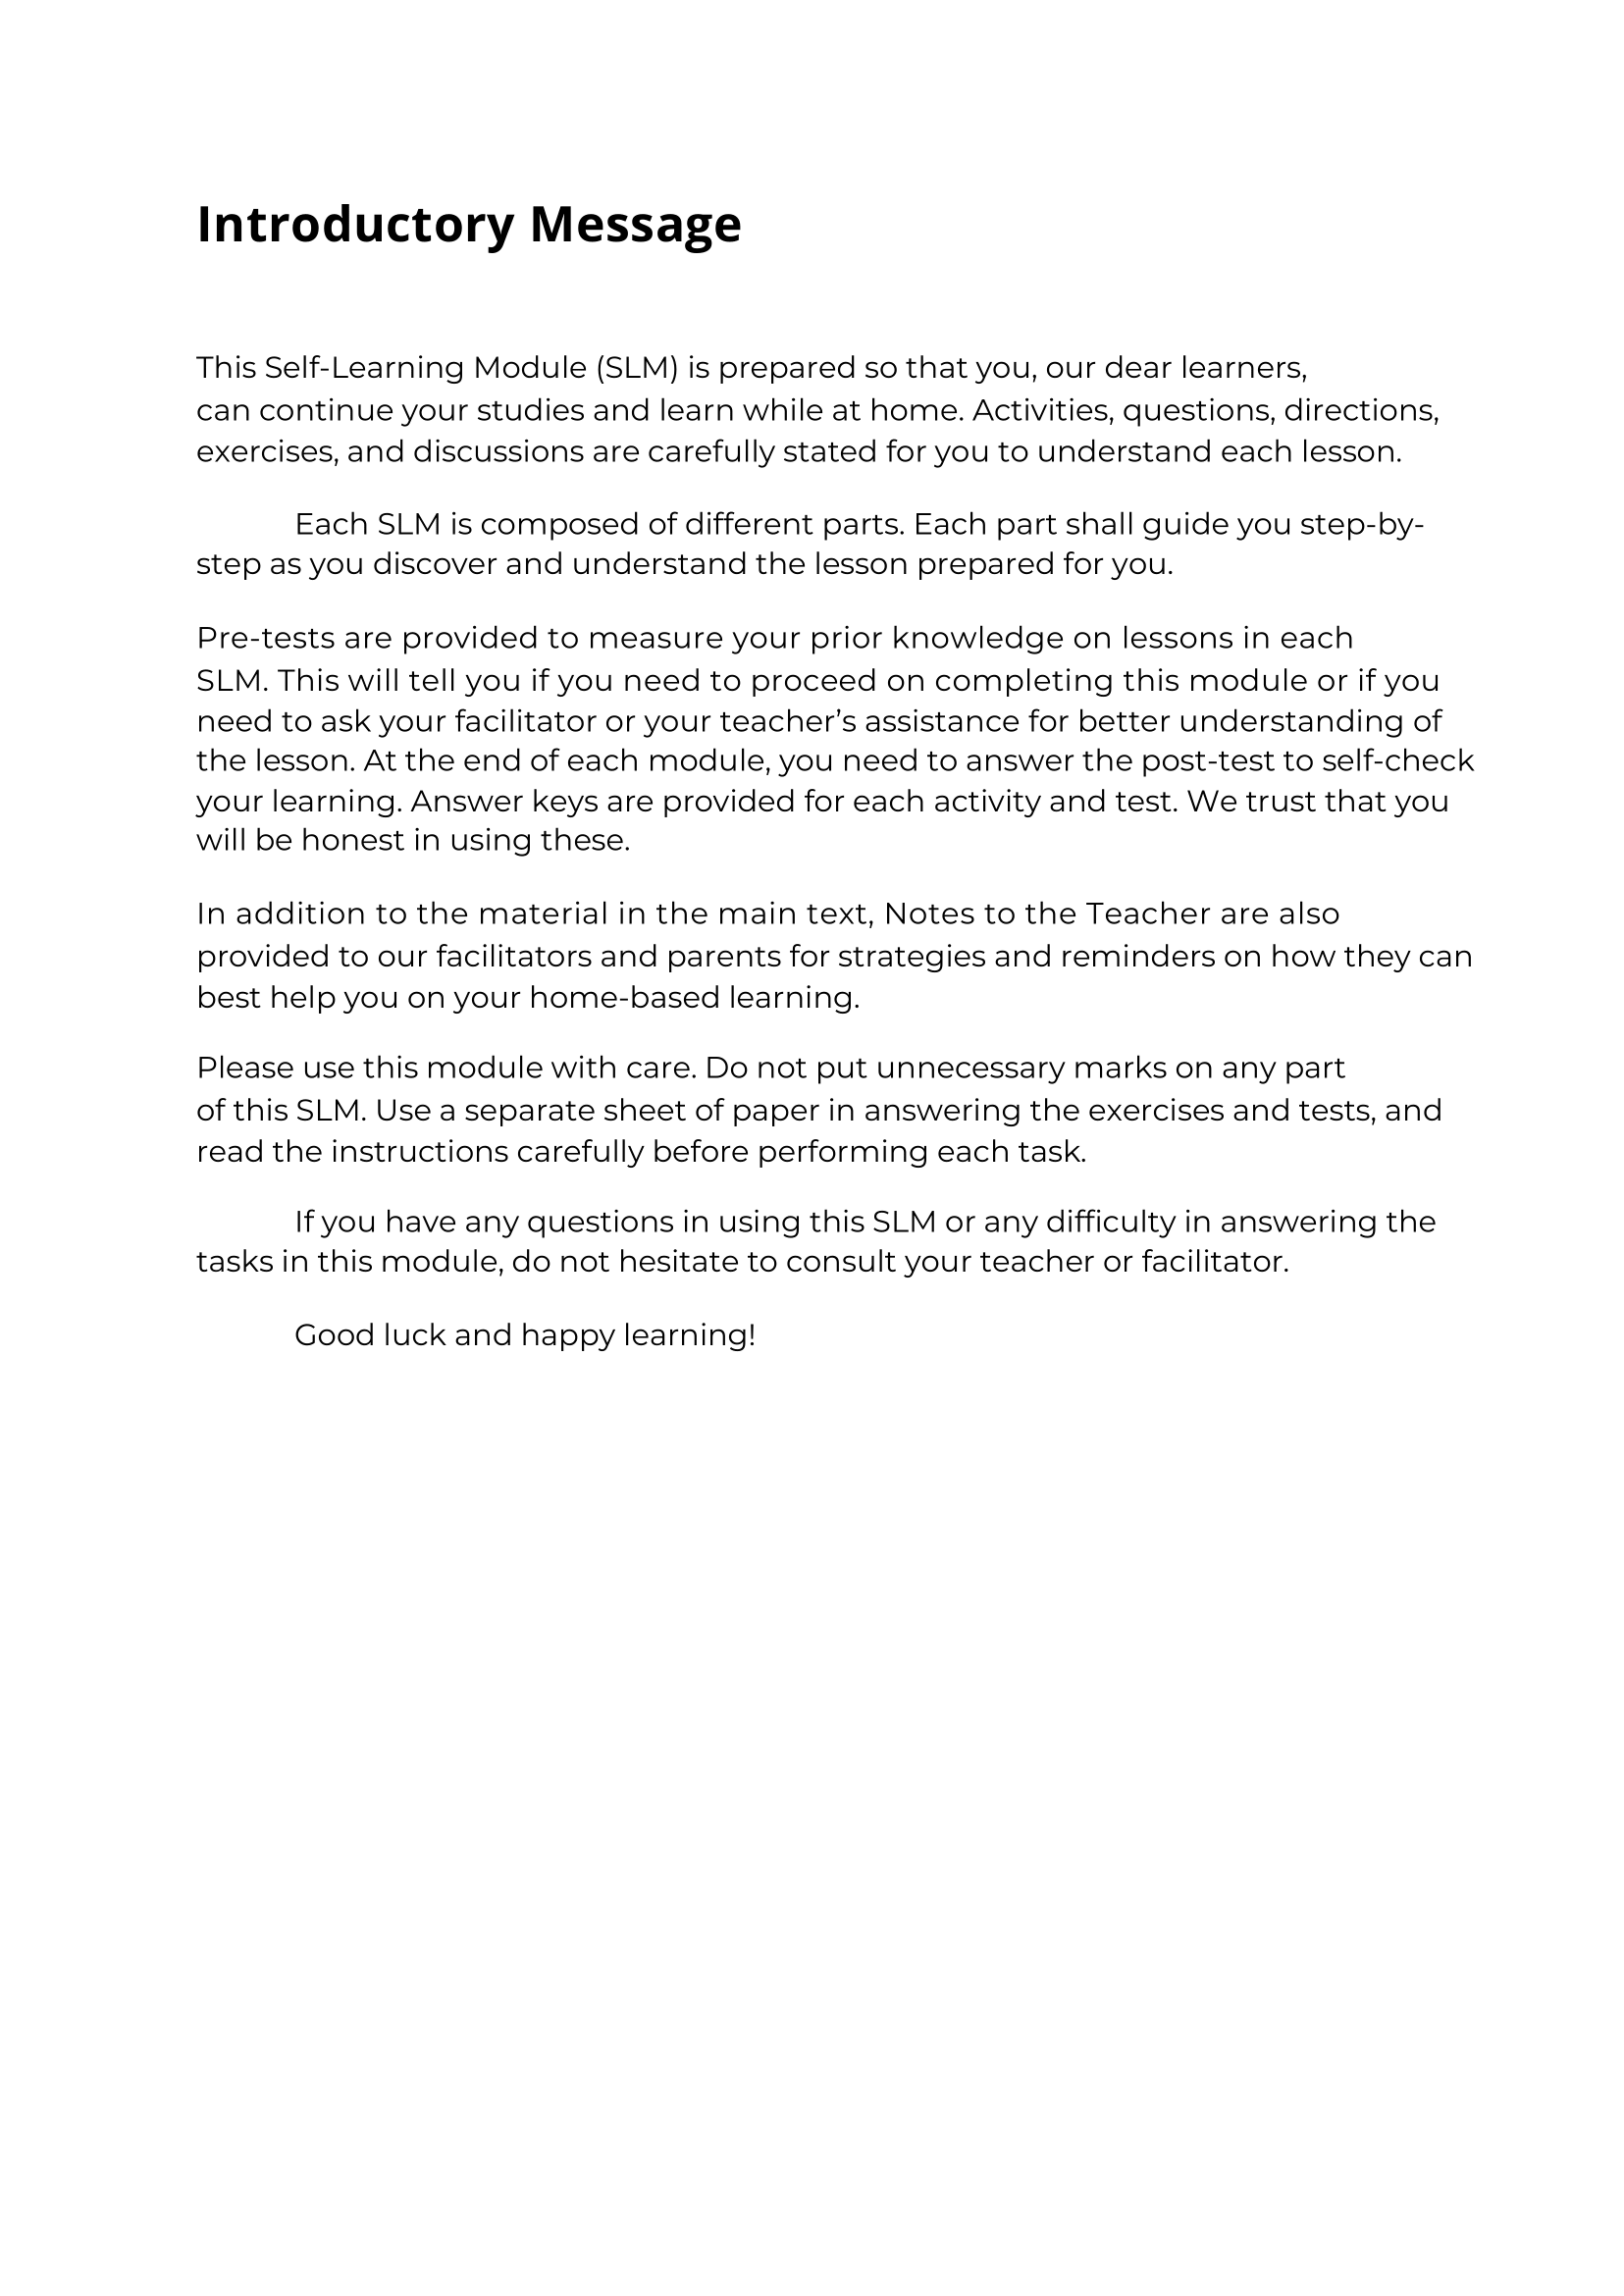 Introductory Message
This Self-Learning Module (SLM) is prepared so that you, our dear learners,
can continue your studies and learn while at home. Activities, questions, directions,
exercises, and discussions are carefully stated for you to understand each lesson.
Each SLM is composed of different parts. Each part shall guide you step-by-
step as you discover and understand the lesson prepared for you.
Pre-tests are provided to measure your prior knowledge on lessons in each
SLM. This will tell you if you need to proceed on completing this module or if you
need to ask your facilitator or your teacher’s assistance for better understanding of
the lesson. At the end of each module, you need to answer the post-test to self-check
your learning. Answer keys are provided for each activity and test. We trust that you
will be honest in using these.
In addition to the material in the main text, Notes to the Teacher are also
provided to our facilitators and parents for strategies and reminders on how they can
best help you on your home-based learning.
Please use this module with care. Do not put unnecessary marks on any part
of this SLM. Use a separate sheet of paper in answering the exercises and tests, and
read the instructions carefully before performing each task.
If you have any questions in using this SLM or any difficulty in answering the
tasks in this module, do not hesitate to consult your teacher or facilitator.
Good luck and happy learning!